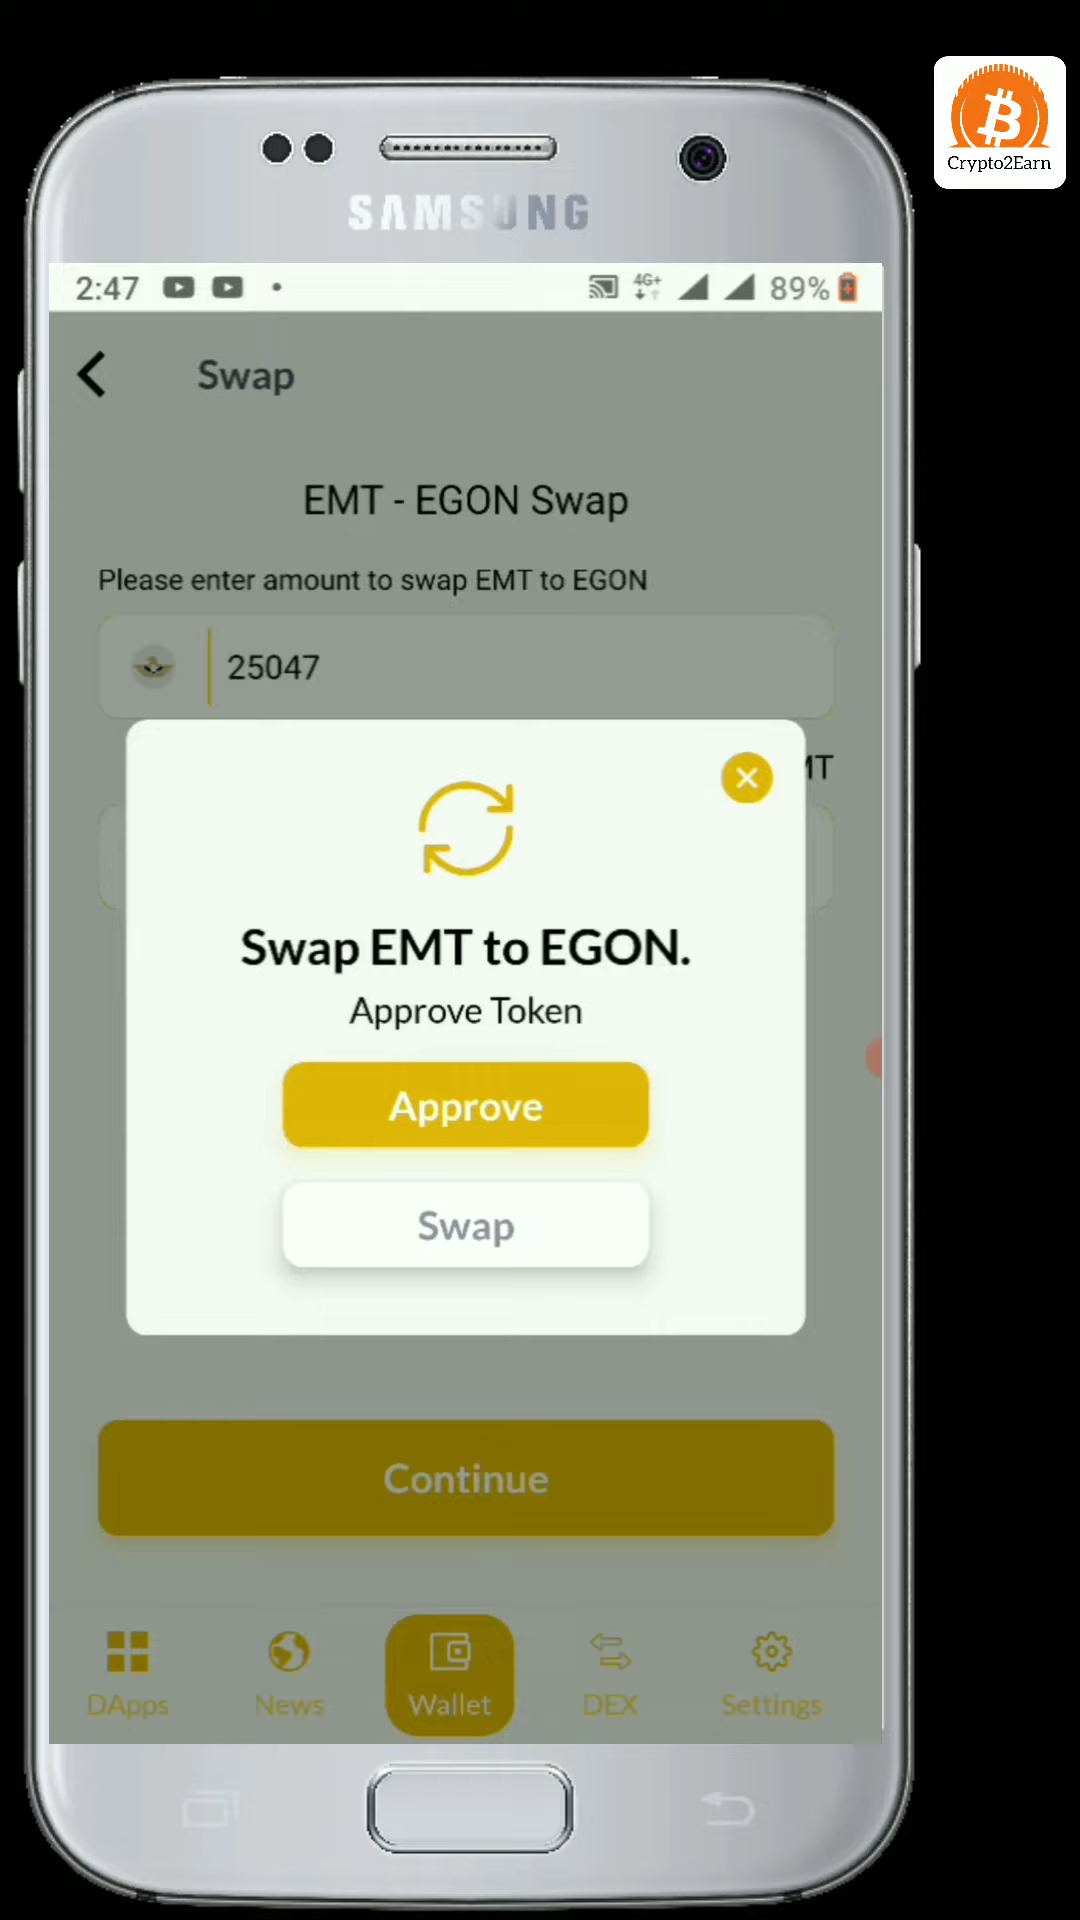 Crypto2Earn
SAMSUNG
2:47 4G+ 89%
Swap
EMT - EGON Swap
Please enter amount to swap EMT to EGON
25047
Swap EMT to EGON.
Approve Token
Approve
Swap
Continue
DApps News Wallet DEX Settings